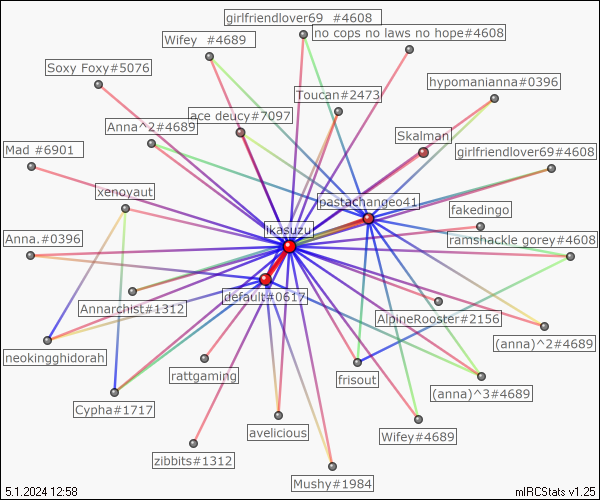 girlfriendlover69 #4608
no cops no laws no hope#4608
Wifey #4689
Soxy Foxy#5076
hypomanianna#0396
Toucan#2473
ace deucy#7097
Anna^2#4689
Skalman
Mad #6901
girlfriendlover69#4608
xenoyaut
pastachangeo41
fakedingo
ikasuzu
Anna.#0396
ramshackle gorey#4608
default#0617
Annarchist#1312
AlpineRooster#2156
(anna)^2#4689
neokingghidorah
rattgaming
frisout
(anna)^3#4689
Cypha#1717
avelicious
Wifey#4689
zibbits#1312
Mushy#1984
5.1.2024 12:58
mIRCStats v1.25